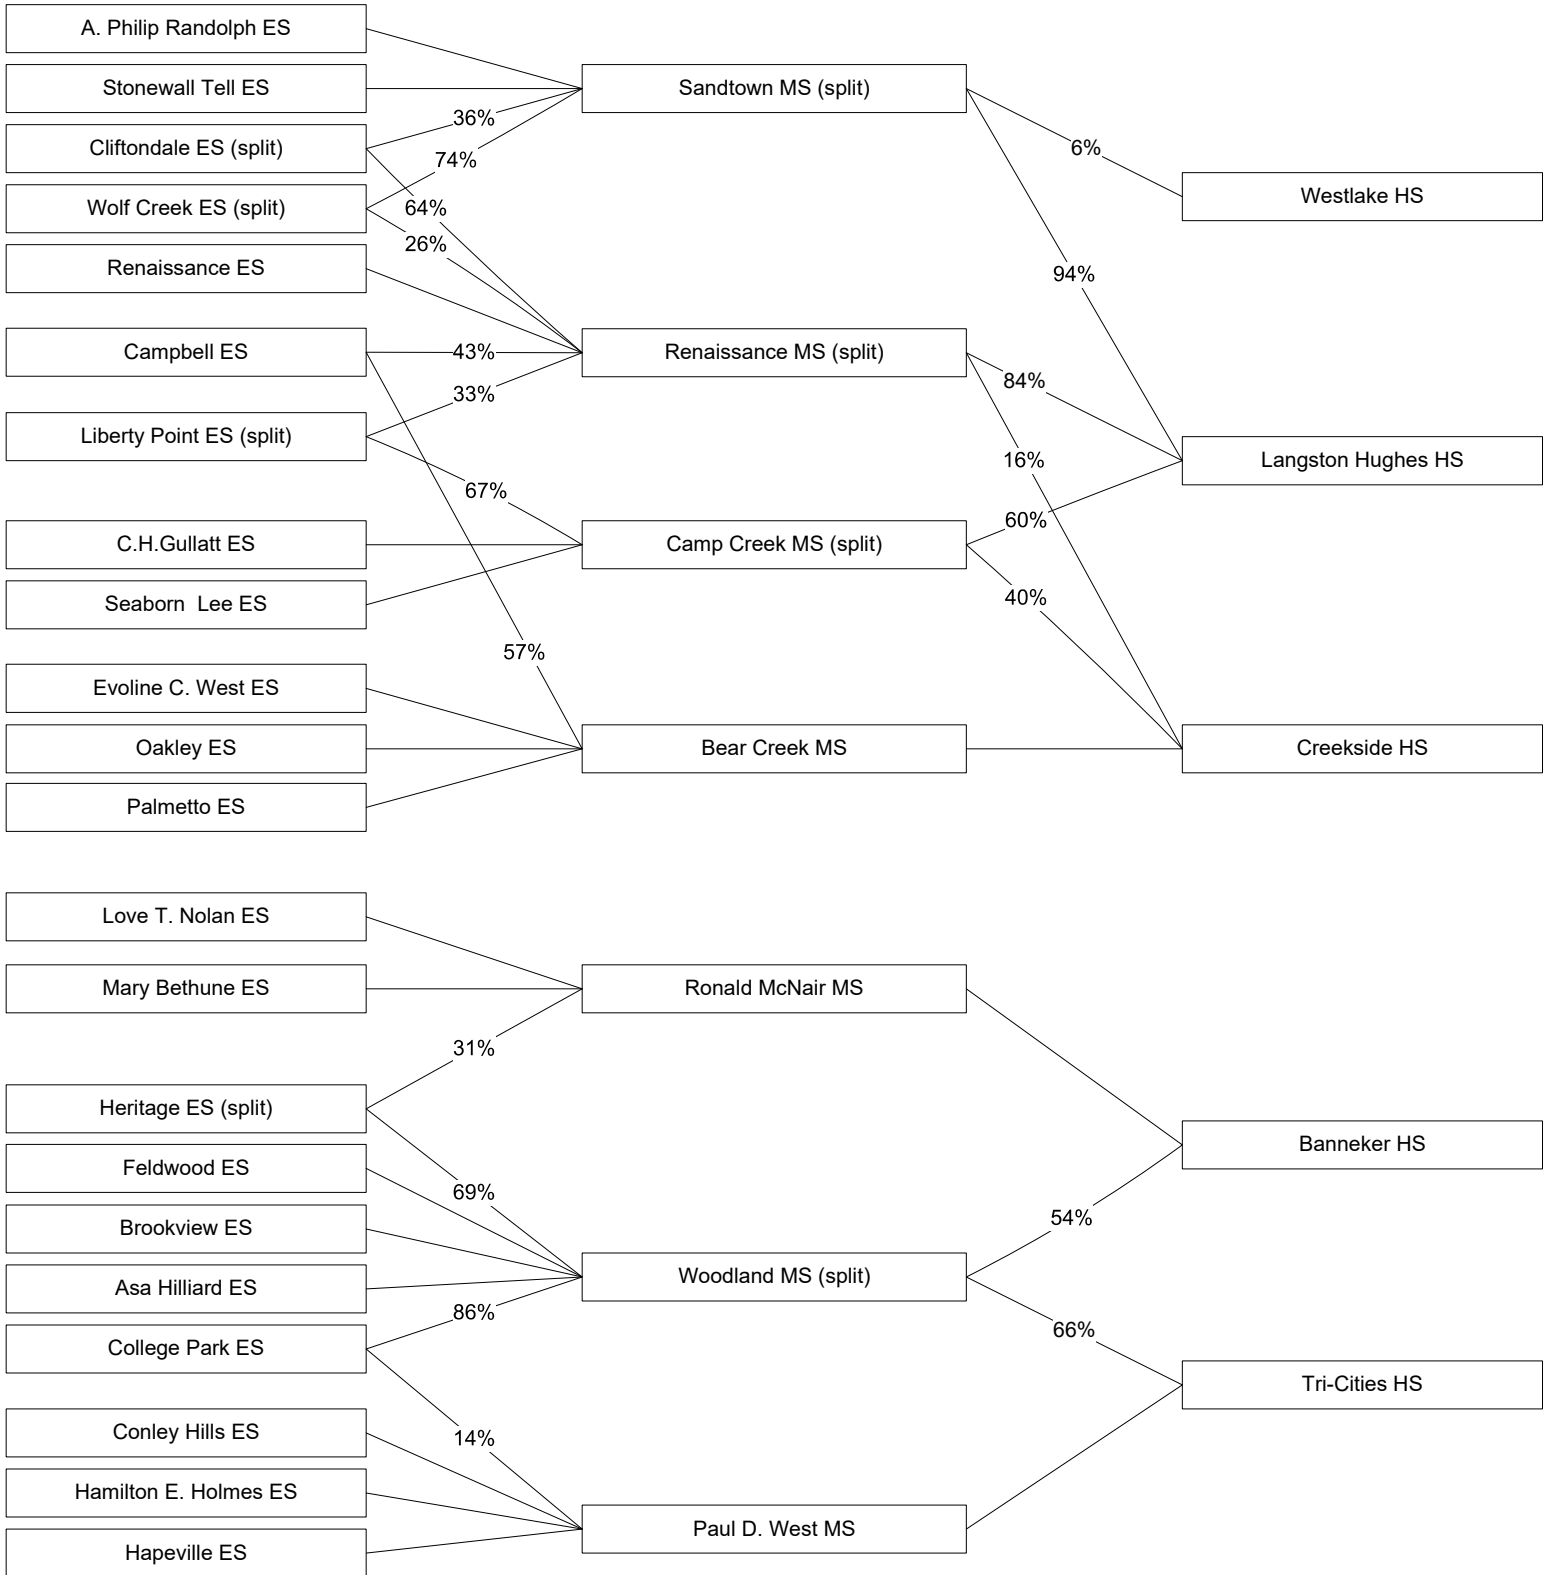 A. Philip Randolph ES
Stonewall Tell ES
Sandtown MS (split)
36%
Cliftondale ES (split)
6%
74%
Wolf Creek ES (split)
64%
Westlake HS
26%
Renaissance ES
94%
Campbell ES
43%
Renaissance MS (split)
84%
33%
Liberty Point ES (split)
16%
Langston Hughes HS
67%
60%
C.H.Gullatt ES
Camp Creek MS (split)
Seaborn  Lee ES
40%
57%
Evoline C. West ES
Oakley ES
Bear Creek MS
Creekside HS
Palmetto ES
Love T. Nolan ES
Mary Bethune ES
Ronald McNair MS
31%
Heritage ES (split)
Banneker HS
Feldwood ES
69%
54%
Brookview ES
Woodland MS (split)
Asa Hilliard ES
86%
66%
College Park ES
Tri-Cities HS
Conley Hills ES
14%
Hamilton E. Holmes ES
Paul D. West MS
Hapeville ES